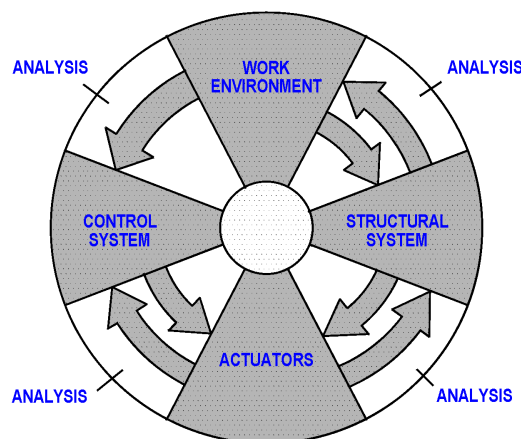 WORK
ENVIRONMENT
ANALYSIS
ANALYSIS
CONTROL
SYSTEM
STRUCTURAL
SYSTEM
ACTUATORS
ANALYSIS
ANALYSIS